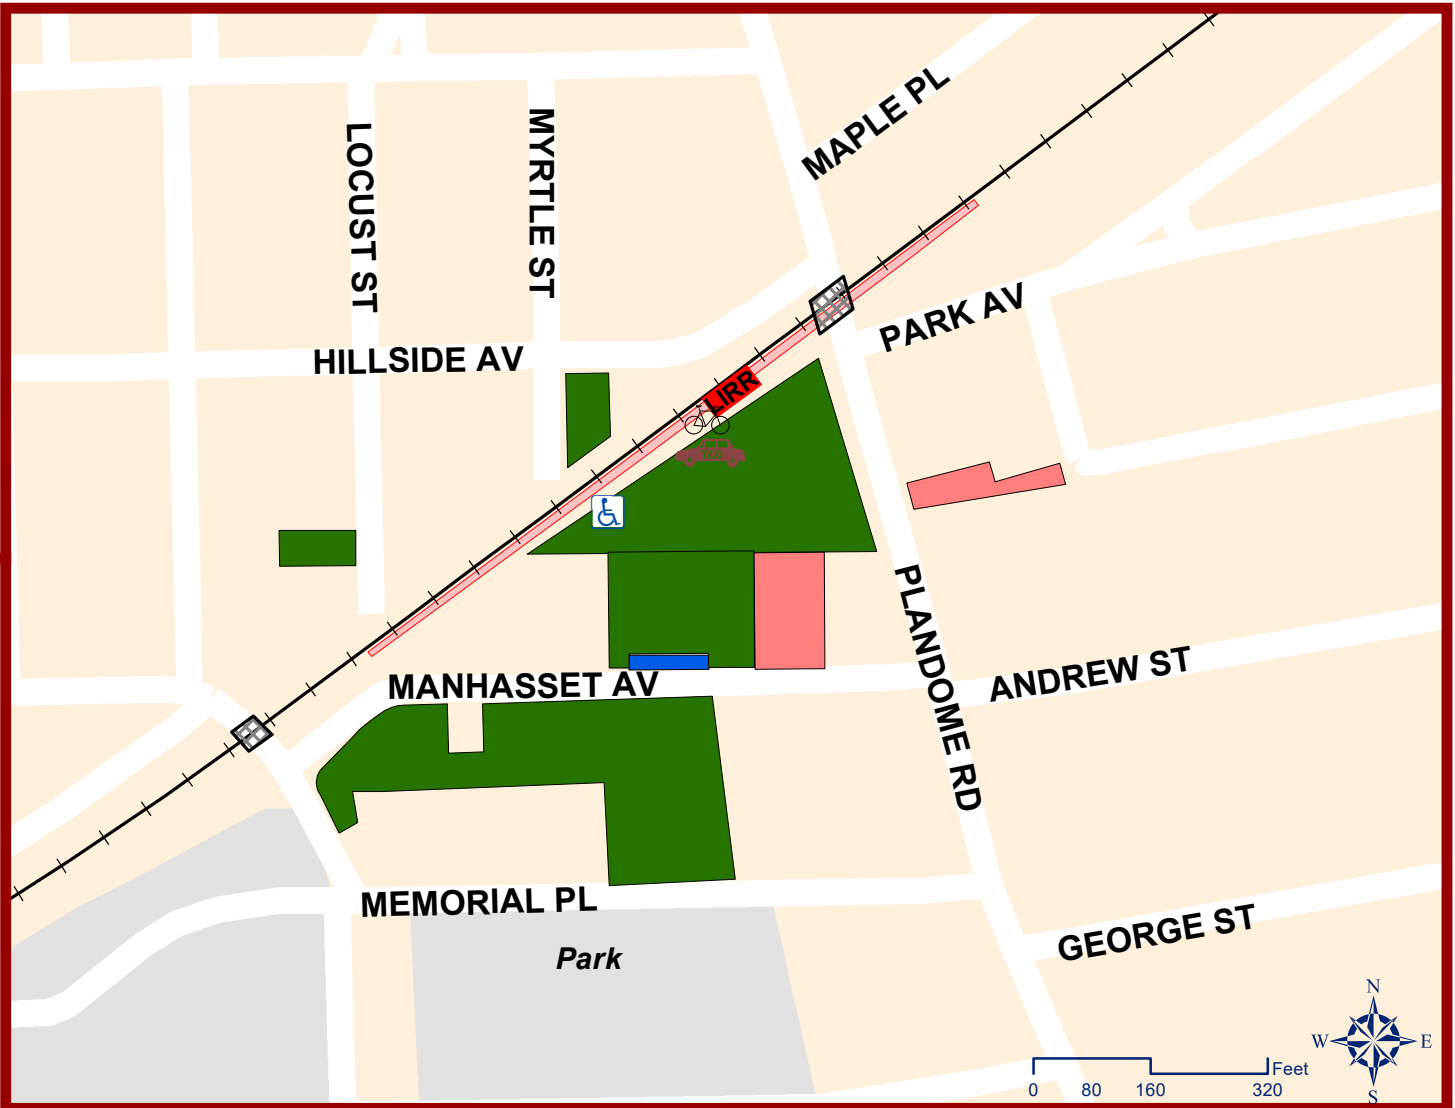 MAPLE PL
LOCUST ST
MYRTLE ST
PARK AV
HILLSIDE AV
LIRR
TAXI
PLANDOME RD
MANHASSET AV
ANDREW ST
MEMORIAL PL
Park
GEORGE ST
N
W
E
S
Feet
0 80 160 320